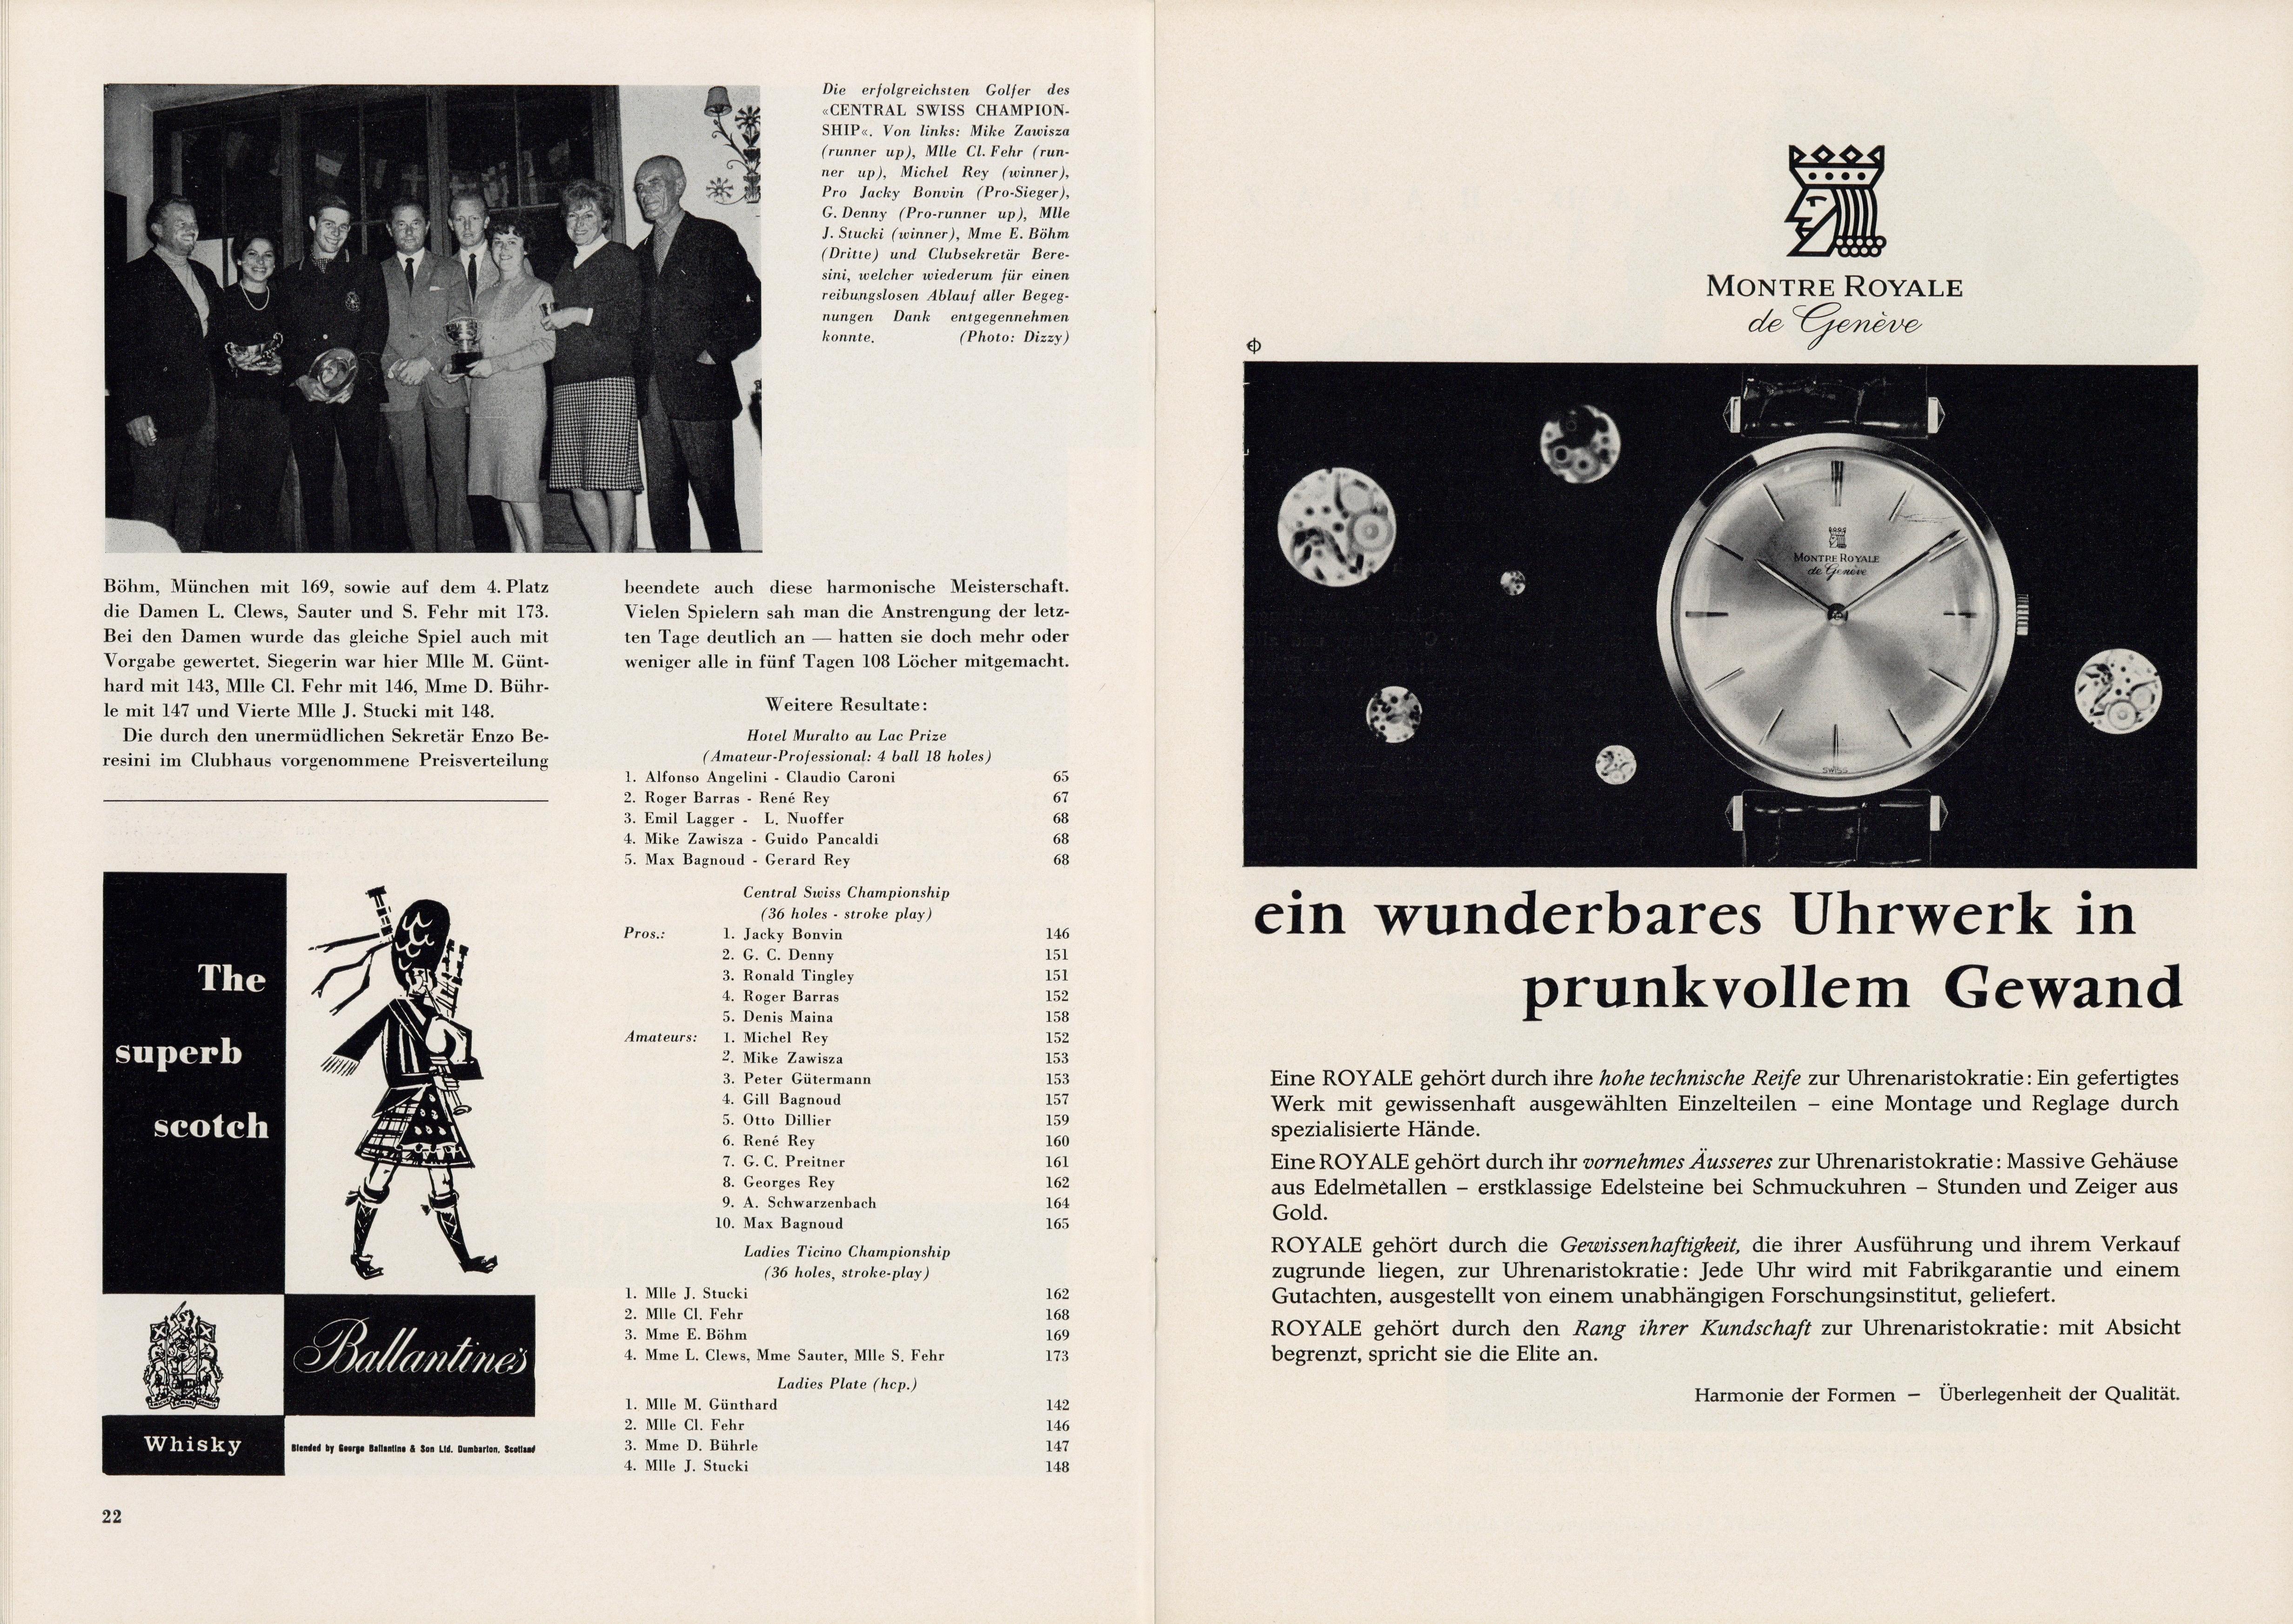 Die erfolgreichsten Golfer des
«CENTRAL SWISS CHAMPION-
SHIP«. Von links: Mike Zawisza
(runner up), Mlle Cl. Fehr (run-
ner up), Michel Rey (winner),
Pro Jacky Bonvin (Pro-Sieger),
G. Denny (Pro-runner up), Mlle
J. Stucki (winner), Mme E. Böhm
(Dritte) und Clubsekretär Bere-
sini, welcher wiederum für einen
reibungslosen Ablauf aller Begeg-
nungen Dank entgegennehmen
konnte. (Photo: Dizzy)
Böhm, München mit 169, sowie auf dem 4. Platz
die Damen L. Clews, Sauter und S. Fehr mit 173.
Bei den Damen wurde das gleiche Spiel auch mit
Vorgabe gewertet. Siegerin war hier Mlle M. Günt-
hard mit 143, Mlle Cl. Fehr mit 146, Mme D. Bühr-
le mit 147 und Vierte Mlle J. Stucki mit 148.
Die durch den unermüdlichen Sekretär Enzo Be-
resini im Clubhaus vorgenommene Preisverteilung
The
superb
scotch
Ballantine's
Whisky
Blended by George Ballantine & Son Ltd. Dumbarton, Scotland
22
beendete auch diese harmonische Meisterschaft.
Vielen Spielern sah man die Anstrengung der letz-
ten Tage deutlich an — hatten sie doch mehr oder
weniger alle in fünf Tagen 108 Löcher mitgemacht.
Weitere Resultate:
Hotel Muralto au Lac Prize
(Amateur-Professional: 4 ball 18 holes)
1. Alfonso Angelini - Claudio Caroni 65
2. Roger Barras - René Rey 67
3. Emil Lagger - L. Nuoffer 68
4. Mike Zawisza - Guido Pancaldi 68
5. Max Bagnoud - Gerard Rey 68
Central Swiss Championship
(36 holes - stroke play)
Pros.: 1. Jacky Bonvin 146
2. G. C. Denny 151
3. Ronald Tingley 151
4. Roger Barras 152
5. Denis Maina 158
Amateurs: 1. Michel Rey 152
2. Mike Zawisza 153
3. Peter Gütermann 153
4. Gill Bagnoud 157
5. Otto Dillier 159
6. René Rey 160
7. G. C. Preitner 161
8. Georges Rey 162
9. A. Schwarzenbach 164
10. Max Bagnoud 165
Ladies Ticino Championship
(36 holes, stroke-play)
1. Mlle J. Stucki 162
2. Mlle Cl. Fehr 168
3. Mme E. Böhm 169
4. Mme L. Clews, Mme Sauter, Mlle S. Fehr 173
Ladies Plate (hcp.)
1. Mlle M. Günthard 142
2. Mlle Cl. Fehr 146
3. Mme D. Bührle 147
4. Mlle J. Stucki 148
MONTRE ROYALE
de Genève
MONTRE ROYALE
de Genève
SWISS
ein wunderbares Uhrwerk in
prunkvollem Gewand
Eine ROYALE gehört durch ihre hohe technische Reife zur Uhrenaristokratie: Ein gefertigtes
Werk mit gewissenhaft ausgewählten Einzelteilen – eine Montage und Reglage durch
spezialisierte Hände.
Eine ROYALE gehört durch ihr vornehmes Äusseres zur Uhrenaristokratie: Massive Gehäuse
aus Edelmetallen – erstklassige Edelsteine bei Schmuckuhren – Stunden und Zeiger aus
Gold.
ROYALE gehört durch die Gewissenhaftigkeit, die ihrer Ausführung und ihrem Verkauf
zugrunde liegen, zur Uhrenaristokratie: Jede Uhr wird mit Fabrikgarantie und einem
Gutachten, ausgestellt von einem unabhängigen Forschungsinstitut, geliefert.
ROYALE gehört durch den Rang ihrer Kundschaft zur Uhrenaristokratie: mit Absicht
begrenzt, spricht sie die Elite an.
Harmonie der Formen – Überlegenheit der Qualität.